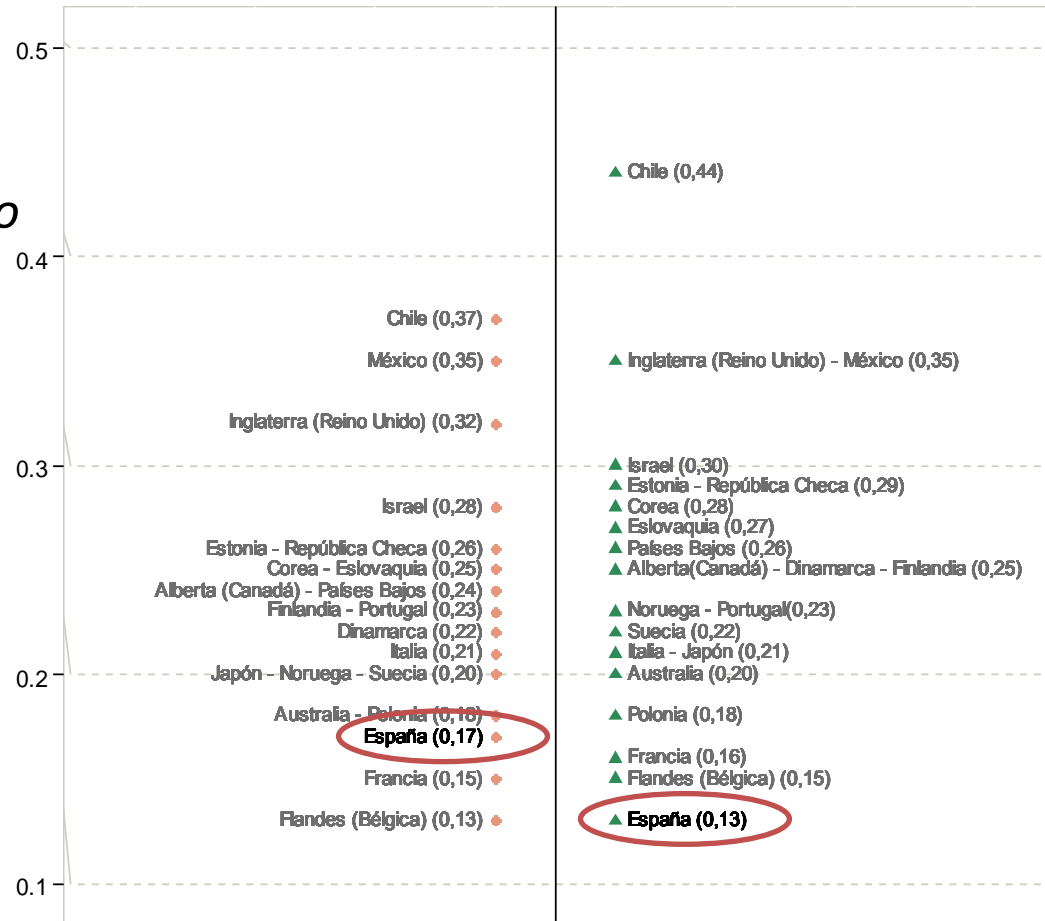 0.5
Chile (0,44)
o
0.4
Chile (0,37)
México (0,35)
Inglaterra (Reino Unido) - México (0,35)
Inglaterra (Reino Unido) (0,32)
0.3
Israel (0,30)
Estonia - República Checa (0,29)
Israel (0,28)
Corea (0,28)
Eslovaquia (0,27)
Estonia - República Checa (0,26)
Países Bajos (0,26)
Corea - Eslovaquia (0,25)
Alberta(Canadá) - Dinamarca - Finlandia (0,25)
Alberta (Canadá) - Países Bajos (0,24)
Finlandia - Portugal (0,23)
Noruega - Portugal(0,23)
Dinamarca (0,22)
Suecia (0,22)
Italia (0,21)
Italia - Japón (0,21)
0.2
Japón - Noruega - Suecia (0,20)
Australia (0,20)
Australia - Polonia (0,18)
Polonia (0,18)
España (0,17)
Francia (0,16)
Francia (0,15)
Flandes (Bélgica) (0,15)
Flandes (Bélgica) (0,13)
España (0,13)
0.1